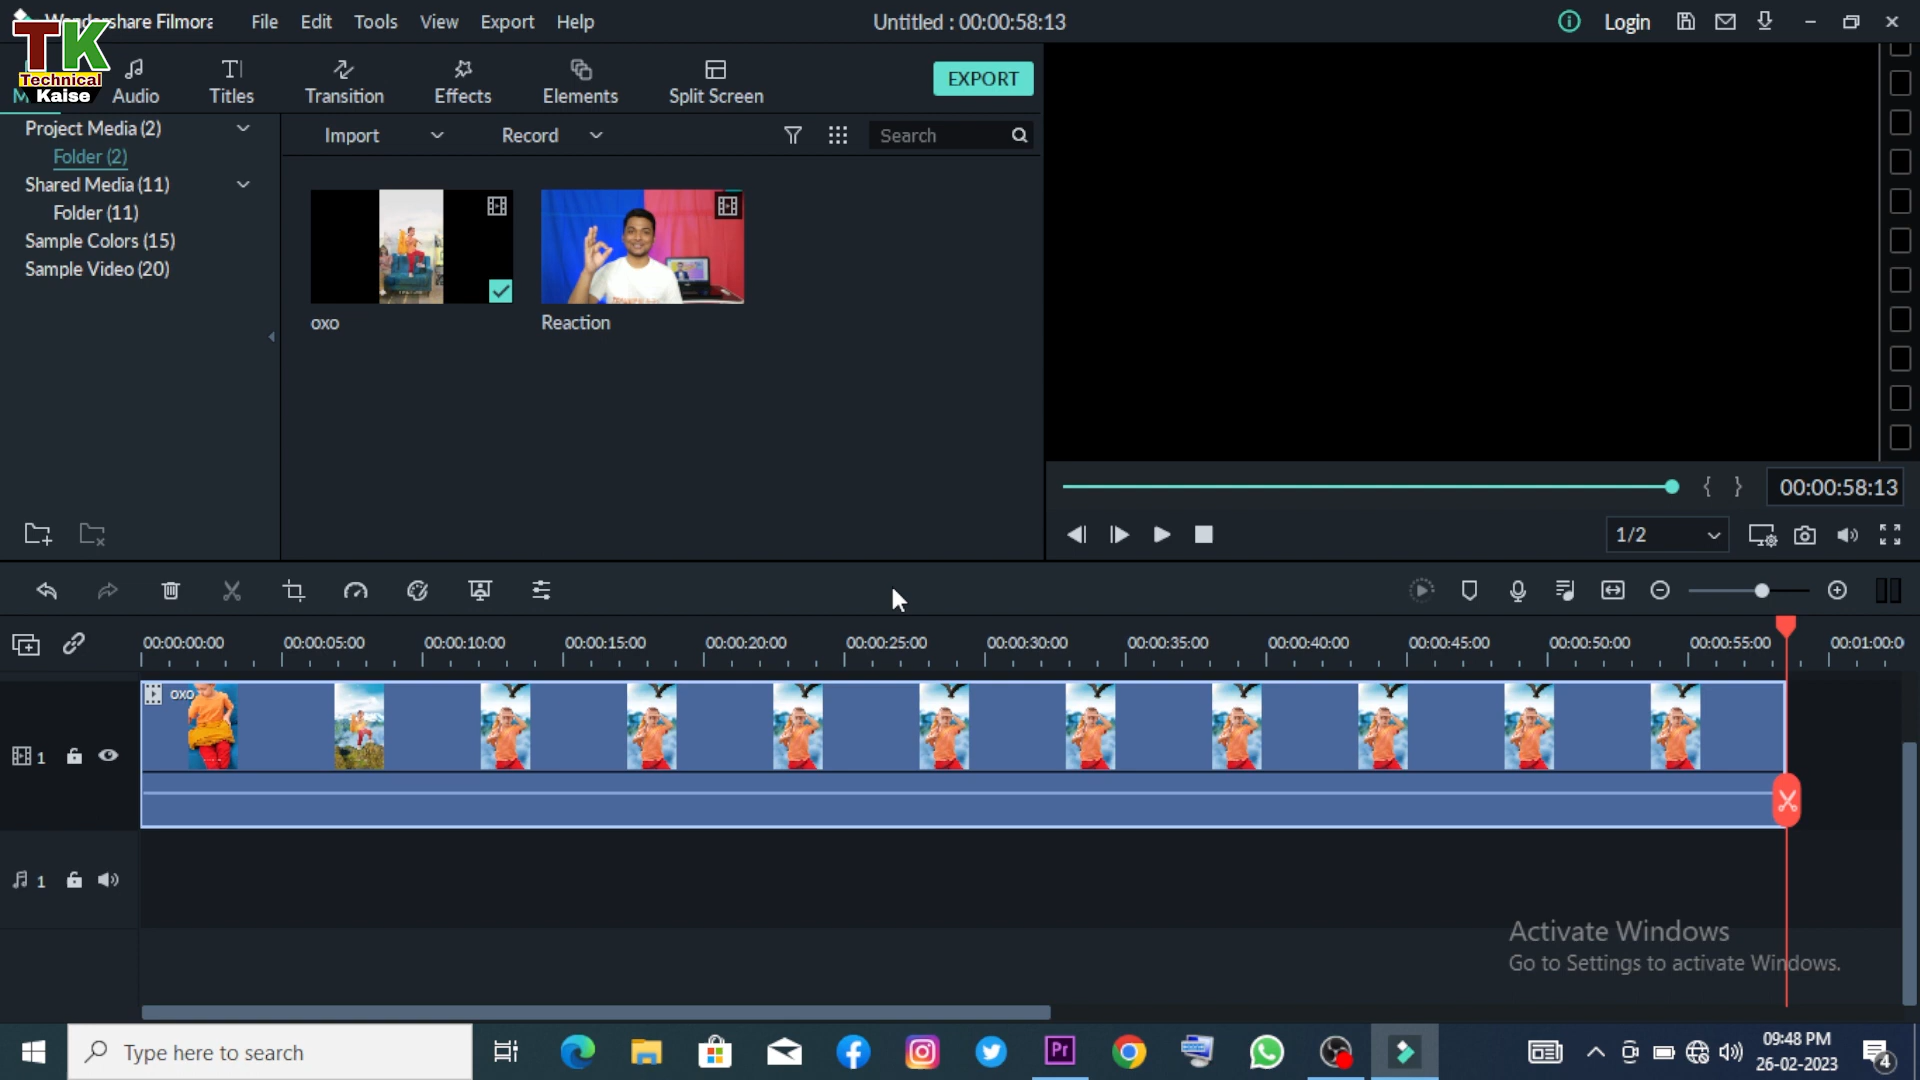 Wondershare Filmora
File
Edit
Tools
View
Export
Help
Untitled : 00:00:58:13
Login
TK
Technical
Kaise
Audio
Titles
Transition
Effects
Elements
Split Screen
EXPORT
Project Media (2)
Folder (2)
Shared Media (11)
Folder (11)
Sample Colors (15)
Sample Video (20)
Import
Record
Search
oxo
Reaction
00:00:58:13
1/2
00:00:00:00
00:00:05:00
00:00:10:00
00:00:15:00
00:00:20:00
00:00:25:00
00:00:30:00
00:00:35:00
00:00:40:00
00:00:45:00
00:00:50:00
00:00:55:00
00:01:00:0
oxo
1
1
Activate Windows
Go to Settings to activate Windows.
Type here to search
Pr
09:48 PM
26-02-2023
4